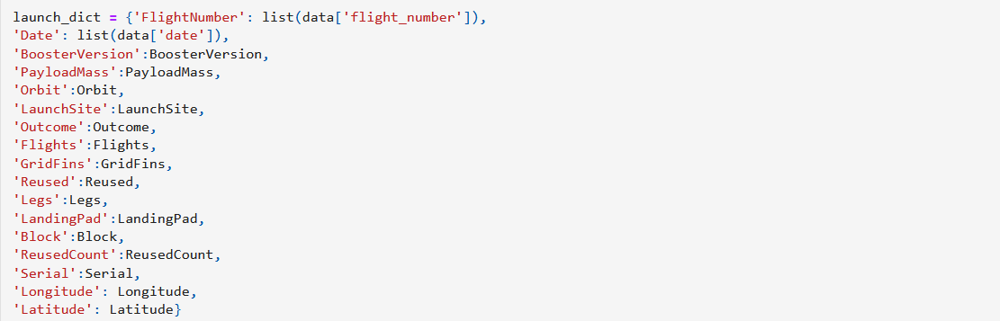 launch_dict = {'FlightNumber': list(data['flight_number']),
'Date': list(data['date']),
'BoosterVersion':BoosterVersion,
'PayloadMass':PayloadMass,
'Orbit':Orbit,
'LaunchSite':LaunchSite,
'Outcome':Outcome,
'Flights':Flights,
'GridFins':GridFins,
'Reused':Reused,
'Legs':Legs,
'LandingPad':LandingPad,
'Block':Block,
'ReusedCount':ReusedCount,
'Serial':Serial,
'Longitude': Longitude,
'Latitude': Latitude}